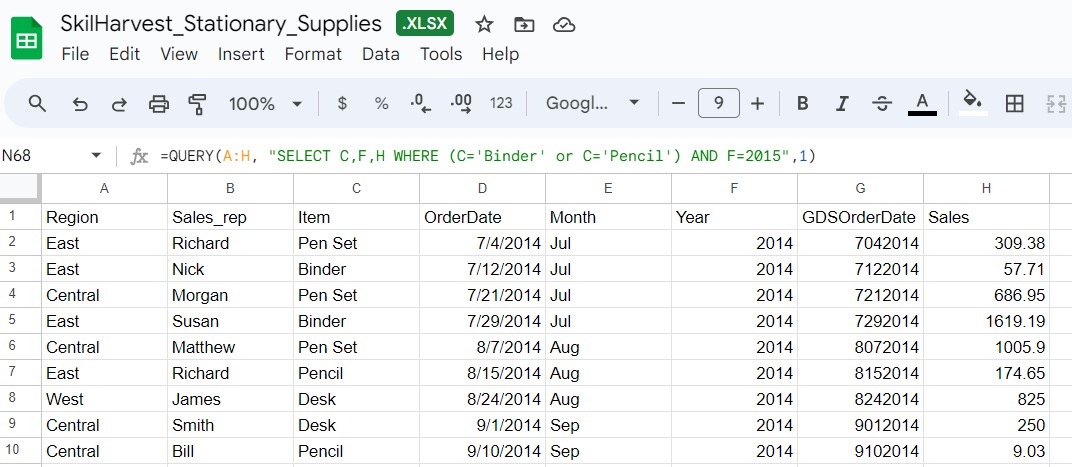 SkilHarvest_Stationary_Supplies .XLSX
File Edit View Insert Format Data Tools Help
100% $ % .0 .00 123 Googl... − 9 + B I S A
N68 fx =QUERY(A:H, "SELECT C,F,H WHERE (C='Binder' or C='Pencil') AND F=2015",1)
A B C D E F G H
1 Region Sales_rep Item OrderDate Month Year GDSOrderDate Sales
2 East Richard Pen Set 7/4/2014 Jul 2014 7042014 309.38
3 East Nick Binder 7/12/2014 Jul 2014 7122014 57.71
4 Central Morgan Pen Set 7/21/2014 Jul 2014 7212014 686.95
5 East Susan Binder 7/29/2014 Jul 2014 7292014 1619.19
6 Central Matthew Pen Set 8/7/2014 Aug 2014 8072014 1005.9
7 East Richard Pencil 8/15/2014 Aug 2014 8152014 174.65
8 West James Desk 8/24/2014 Aug 2014 8242014 825
9 Central Smith Desk 9/1/2014 Sep 2014 9012014 250
10 Central Bill Pencil 9/10/2014 Sep 2014 9102014 9.03